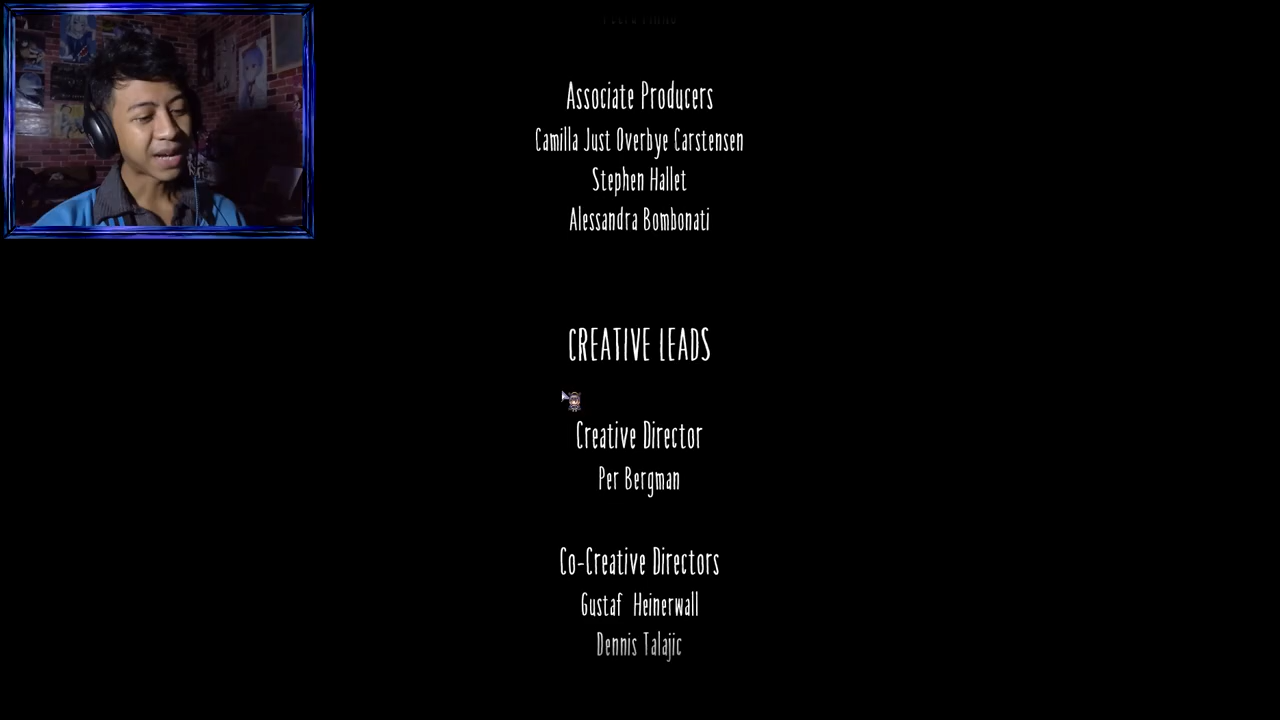 Associate Producers
Camilla Just Overbye Carstensen
Stephen Hallet
Alessandra Bombonati
CREATIVE LEADS
Creative Director
Per Bergman
Co-Creative Directors
Gustaf Heinerwall
Dennis Talajic